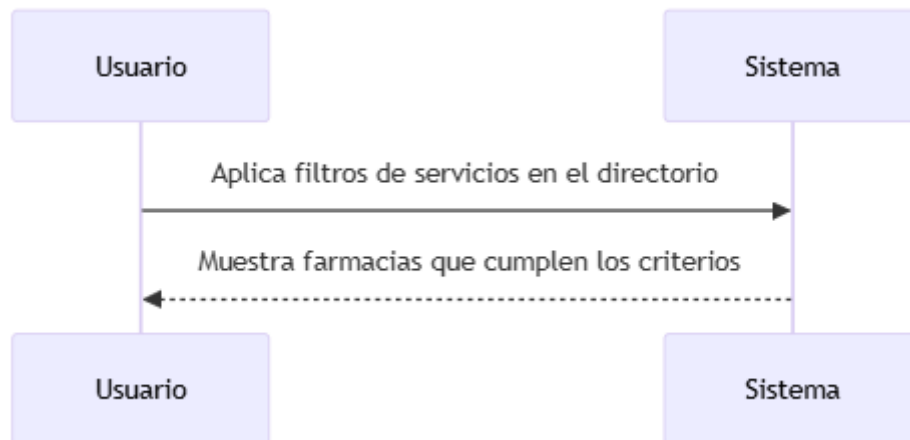 Usuario
Sistema
Aplica filtros de servicios en el directorio
Muestra farmacias que cumplen los criterios
Usuario
Sistema